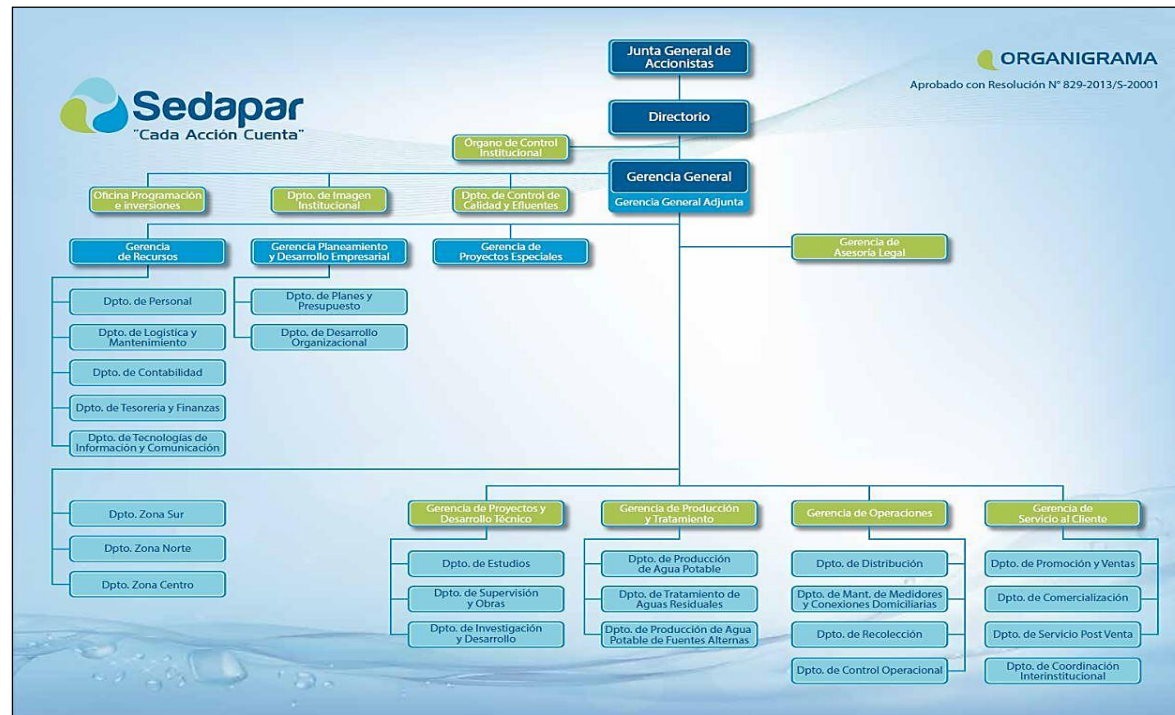 Junta General de
Accionistas
ORGANIGRAMA
Aprobado con Resolución N° 829-2013/S-20001
Sedapar
"Cada Acción Cuenta"
Directorio
Órgano de Control
Institucional
Gerencia General
Gerencia General Adjunta
Oficina Programación
e inversiones
Dpto. de Imagen
Institucional
Dpto. de Control de
Calidad y Efluentes
Gerencia
de Recursos
Gerencia Planeamiento
y Desarrollo Empresarial
Gerencia de
Proyectos Especiales
Gerencia de
Asesoría Legal
Dpto. de Personal
Dpto. de Logística y
Mantenimiento
Dpto. de Contabilidad
Dpto. de Tesorería y Finanzas
Dpto. de Tecnologías de
Información y Comunicación
Dpto. de Planes y
Presupuesto
Dpto. de Desarrollo
Organizacional
Dpto. Zona Sur
Dpto. Zona Norte
Dpto. Zona Centro
Gerencia de Proyectos y
Desarrollo Técnico
Dpto. de Estudios
Dpto. de Supervisión
y Obras
Dpto. de Investigación
y Desarrollo
Gerencia de Producción
y Tratamiento
Dpto. de Producción
de Agua Potable
Dpto. de Tratamiento de
Aguas Residuales
Dpto. de Producción de Agua
Potable de Fuentes Alternas
Gerencia de Operaciones
Dpto. de Distribución
Dpto. de Mant. de Medidores
y Conexiones Domiciliarias
Dpto. de Recolección
Dpto. de Control Operacional
Gerencia de
Servicio al Cliente
Dpto. de Promoción y Ventas
Dpto. de Comercialización
Dpto. de Servicio Post Venta
Dpto. de Coordinación
Interinstitucional